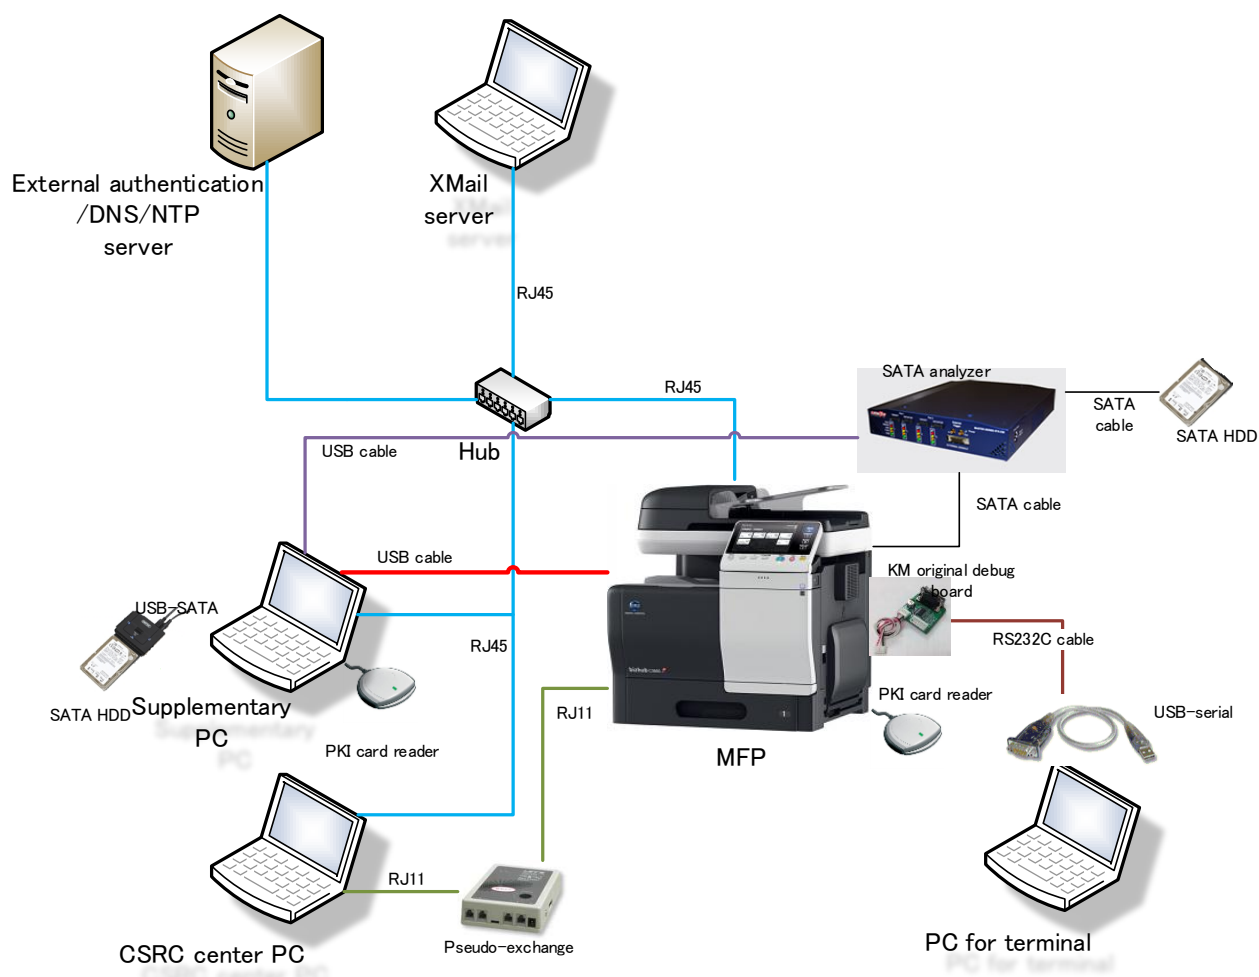 External authentication
/DNS/NTP
server
XMail
server
RJ45
RJ45
SATA analyzer
SATA
cable
SATA HDD
Hub
USB cable
SATA cable
USB cable
KM original debug
board
USB-SATA
RJ45
RS232C cable
SATA HDD
Supplementary
PC
PKI card reader
RJ11
MFP
PKI card reader
USB-serial
bizhub
RJ11
Pseudo-exchange
CSRC center PC
PC for terminal